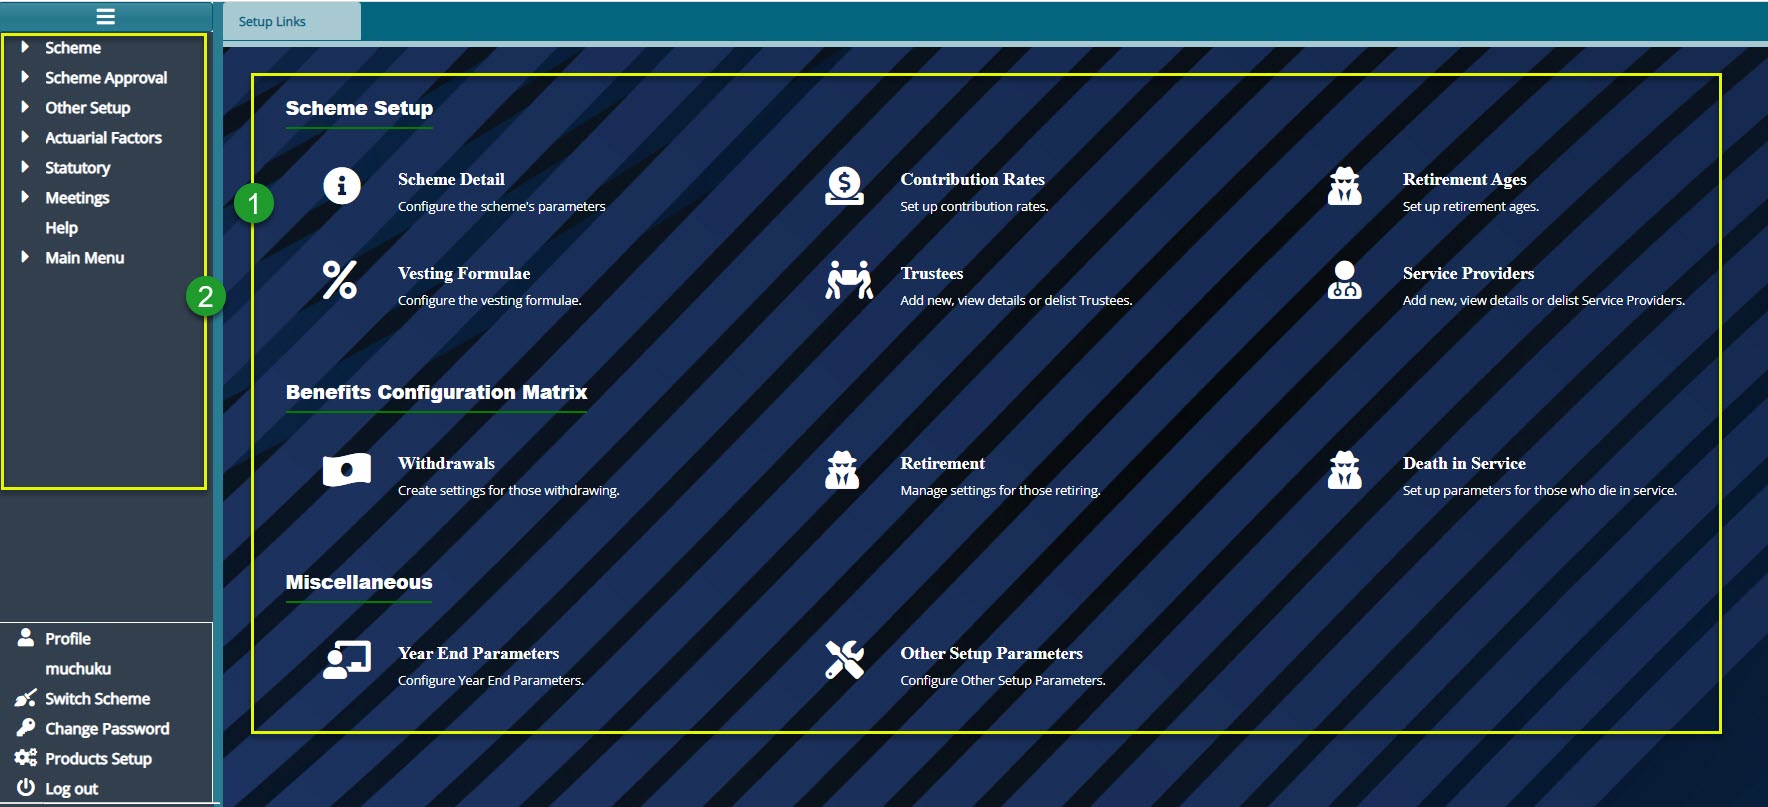 Setup Links
Scheme
Scheme Approval
Other Setup
Actuarial Factors
Statutory
Meetings
Help
Main Menu
2
Profile
muchuku
Switch Scheme
Change Password
Products Setup
Log out
1
Scheme Setup
Scheme Detail
Configure the scheme's parameters
Contribution Rates
Set up contribution rates.
Retirement Ages
Set up retirement ages.
Vesting Formulae
Configure the vesting formulae.
Trustees
Add new, view details or delist Trustees.
Service Providers
Add new, view details or delist Service Providers.
Benefits Configuration Matrix
Withdrawals
Create settings for those withdrawing.
Retirement
Manage settings for those retiring.
Death in Service
Set up parameters for those who die in service.
Miscellaneous
Year End Parameters
Configure Year End Parameters.
Other Setup Parameters
Configure Other Setup Parameters.